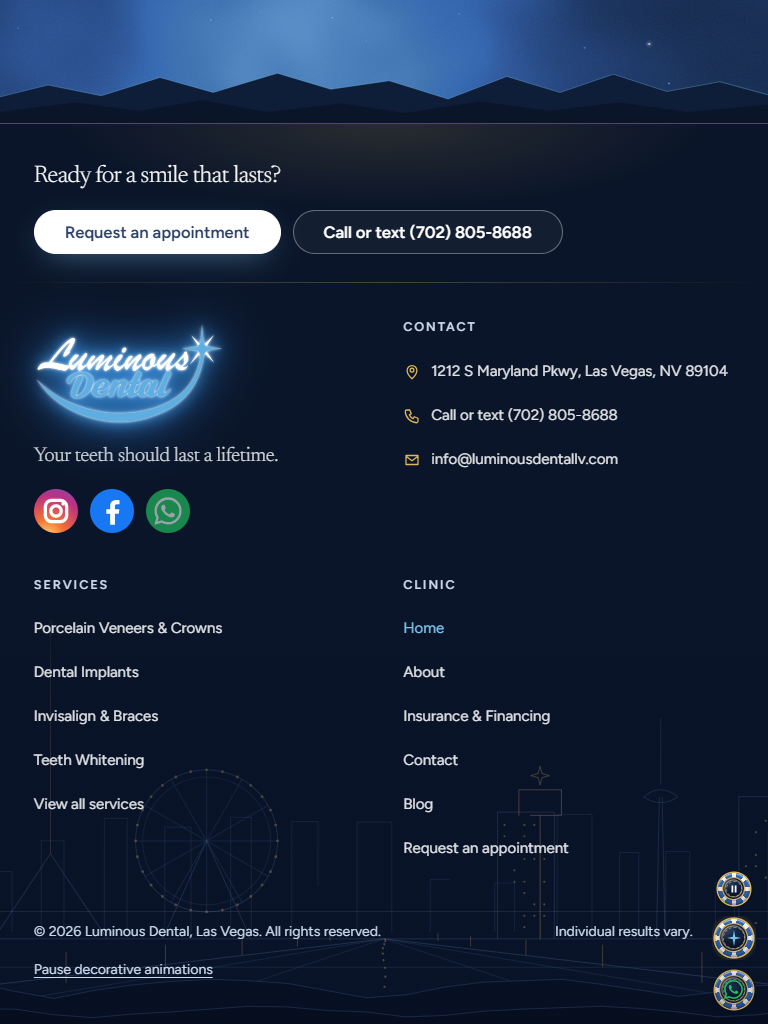 Ready for a smile that lasts?
Request an appointment
Call or text (702) 805-8688
Luminous
Dental
Your teeth should last a lifetime.
CONTACT
1212 S Maryland Pkwy, Las Vegas, NV 89104
Call or text (702) 805-8688
info@luminousdentallv.com
SERVICES
Porcelain Veneers & Crowns
Dental Implants
Invisalign & Braces
Teeth Whitening
View all services
CLINIC
Home
About
Insurance & Financing
Contact
Blog
Request an appointment
© 2026 Luminous Dental, Las Vegas. All rights reserved.
Individual results vary.
Pause decorative animations